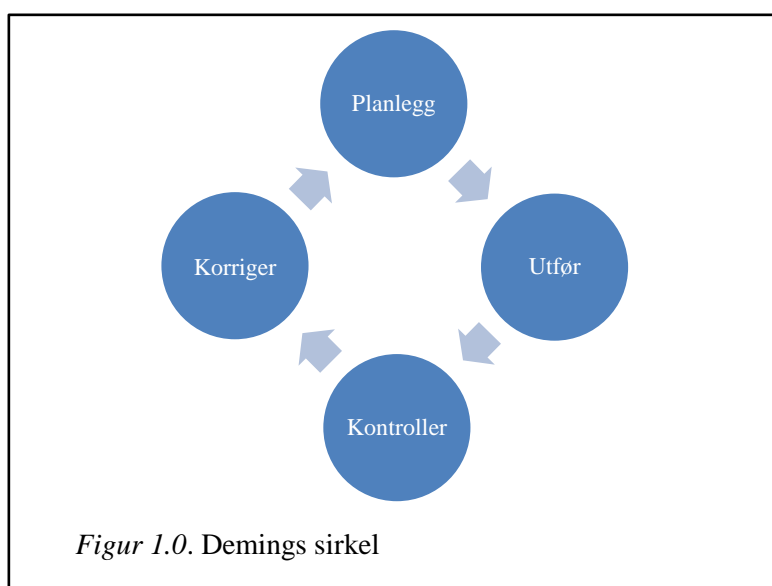 Planlegg
Utfør
Kontroller
Korriger
Figur 1.0. Demings sirkel